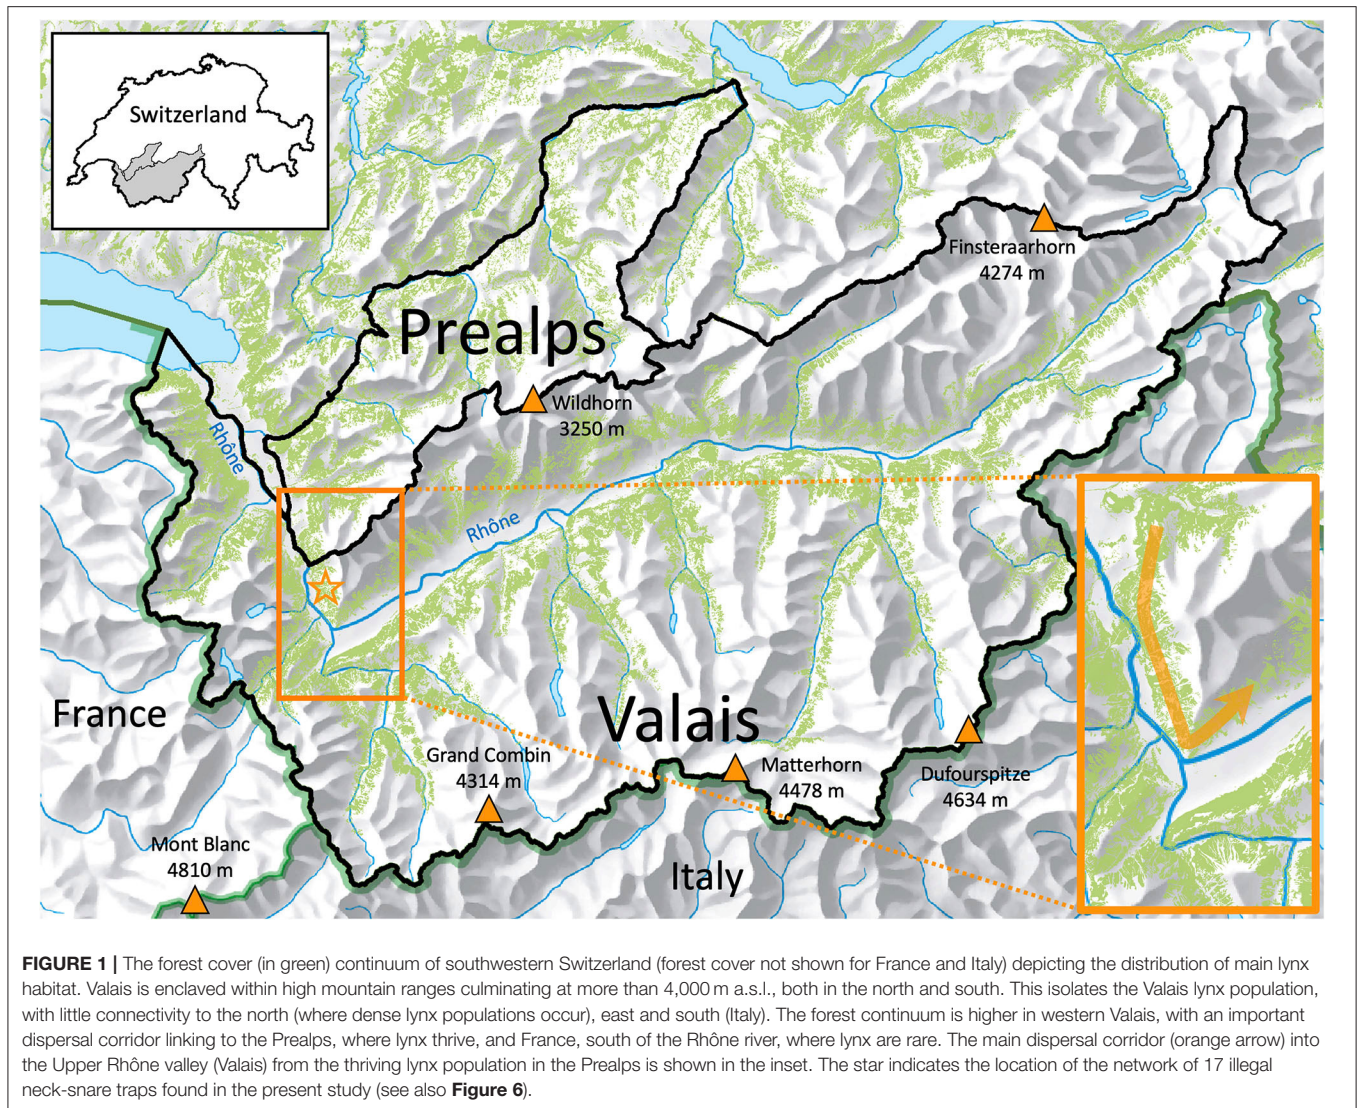 Switzerland
Finsteraarhorn
4274 m
Prealps
Wildhorn
3250 m
Rhône
Rhône
France
Valais
Grand Combin
4314 m
Matterhorn
4478 m
Dufourspitze
4634 m
Mont Blanc
4810 m
Italy
FIGURE 1 | The forest cover (in green) continuum of southwestern Switzerland (forest cover not shown for France and Italy) depicting the distribution of main lynx
habitat. Valais is enclaved within high mountain ranges culminating at more than 4,000 m a.s.l., both in the north and south. This isolates the Valais lynx population,
with little connectivity to the north (where dense lynx populations occur), east and south (Italy). The forest continuum is higher in western Valais, with an important
dispersal corridor linking to the Prealps, where lynx thrive, and France, south of the Rhône river, where lynx are rare. The main dispersal corridor (orange arrow) into
the Upper Rhône valley (Valais) from the thriving lynx population in the Prealps is shown in the inset. The star indicates the location of the network of 17 illegal
neck-snare traps found in the present study (see also Figure 6).